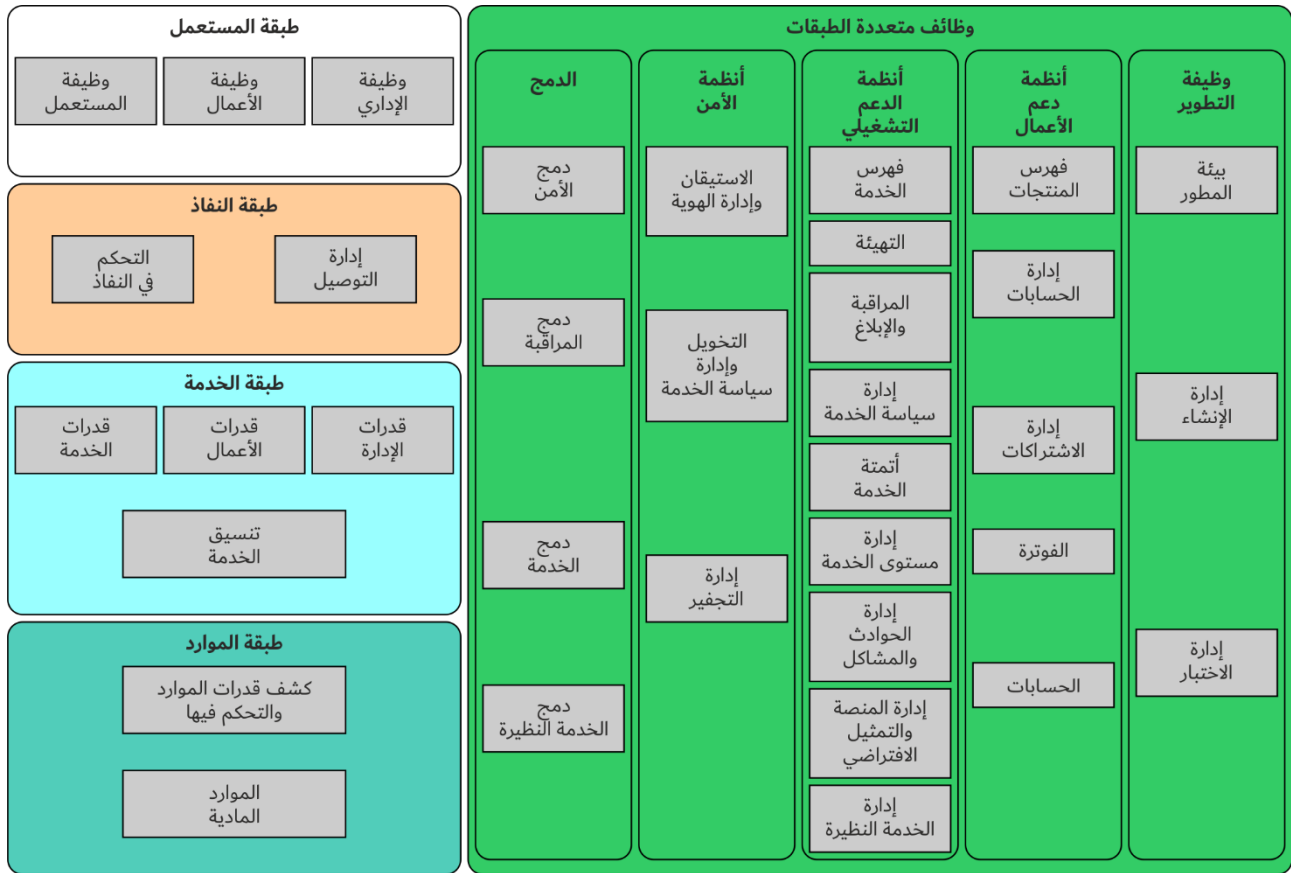 وظائف متعددة الطبقات
وظيفة
التطوير
بيئة
المطور
إدارة
الإنشاء
إدارة
الاختبار
أنظمة
دعم
الأعمال
فهرس
المنتجات
إدارة
الحسابات
إدارة
الاشتراكات
الفوترة
الحسابات
أنظمة
الدعم
التشغيلي
فهرس
الخدمة
التهيئة
المراقبة
والإبلاغ
إدارة
سياسة الخدمة
أتمتة
الخدمة
إدارة
مستوى الخدمة
إدارة
الحوادث
والمشاكل
إدارة المنصة
والتمثيل
الافتراضي
إدارة
الخدمة النظيرة
أنظمة
الأمن
الاستيقان
وإدارة الهوية
التخويل
وإدارة
سياسة الخدمة
إدارة
التجفير
الدمج
دمج
الأمن
دمج
المراقبة
دمج
الخدمة
دمج
الخدمة النظيرة
طبقة المستعمل
وظيفة
الإداري
وظيفة
الأعمال
وظيفة
المستعمل
طبقة النفاذ
إدارة
التوصيل
التحكم
في النفاذ
طبقة الخدمة
قدرات
الإدارة
قدرات
الأعمال
قدرات
الخدمة
تنسيق
الخدمة
طبقة الموارد
كشف قدرات الموارد
والتحكم فيها
الموارد
المادية